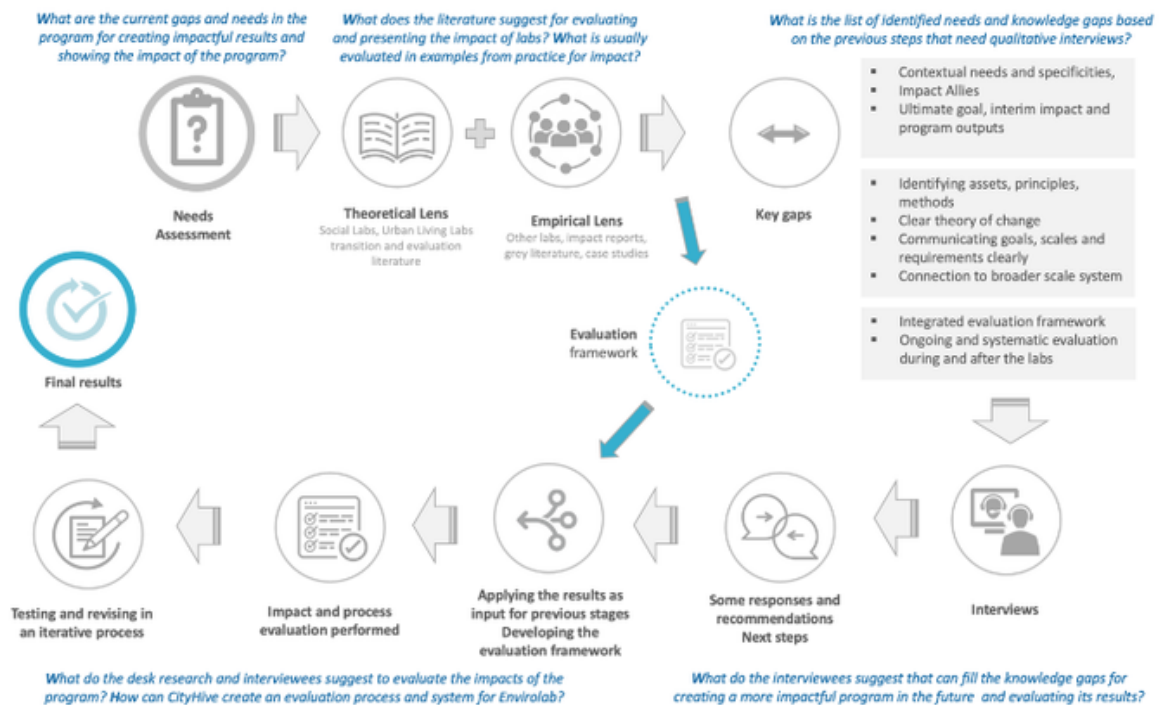 What are the current gaps and needs in the
program for creating impactful results and
showing the impact of the program?
What does the literature suggest for evaluating
and presenting the impact of labs? What is usually
evaluated in examples from practice for impact?
What is the list of identified needs and knowledge gaps based
on the previous steps that need qualitative interviews?
?
Needs
Assessment
Theoretical Lens
Social Labs, Urban Living Labs
transition and evaluation
literature
Empirical Lens
Other labs, impact reports,
grey literature, case studies
Key gaps
▪ Contextual needs and specificities,
▪ Impact Allies
▪ Ultimate goal, interim impact and
program outputs
▪ Identifying assets, principles,
methods
▪ Clear theory of change
▪ Communicating goals, scales and
requirements clearly
▪ Connection to broader scale system
▪ Integrated evaluation framework
▪ Ongoing and systematic evaluation
during and after the labs
Evaluation
framework
Final results
Testing and revising in
an iterative process
Impact and process
evaluation performed
Applying the results as
input for previous stages
Developing the
evaluation framework
Some responses and
recommendations
Next steps
Interviews
What do the desk research and interviewees suggest to evaluate the impacts of the
program? How can CityHive create an evaluation process and system for Envirolab?
What do the interviewees suggest that can fill the knowledge gaps for
creating a more impactful program in the future and evaluating its results?